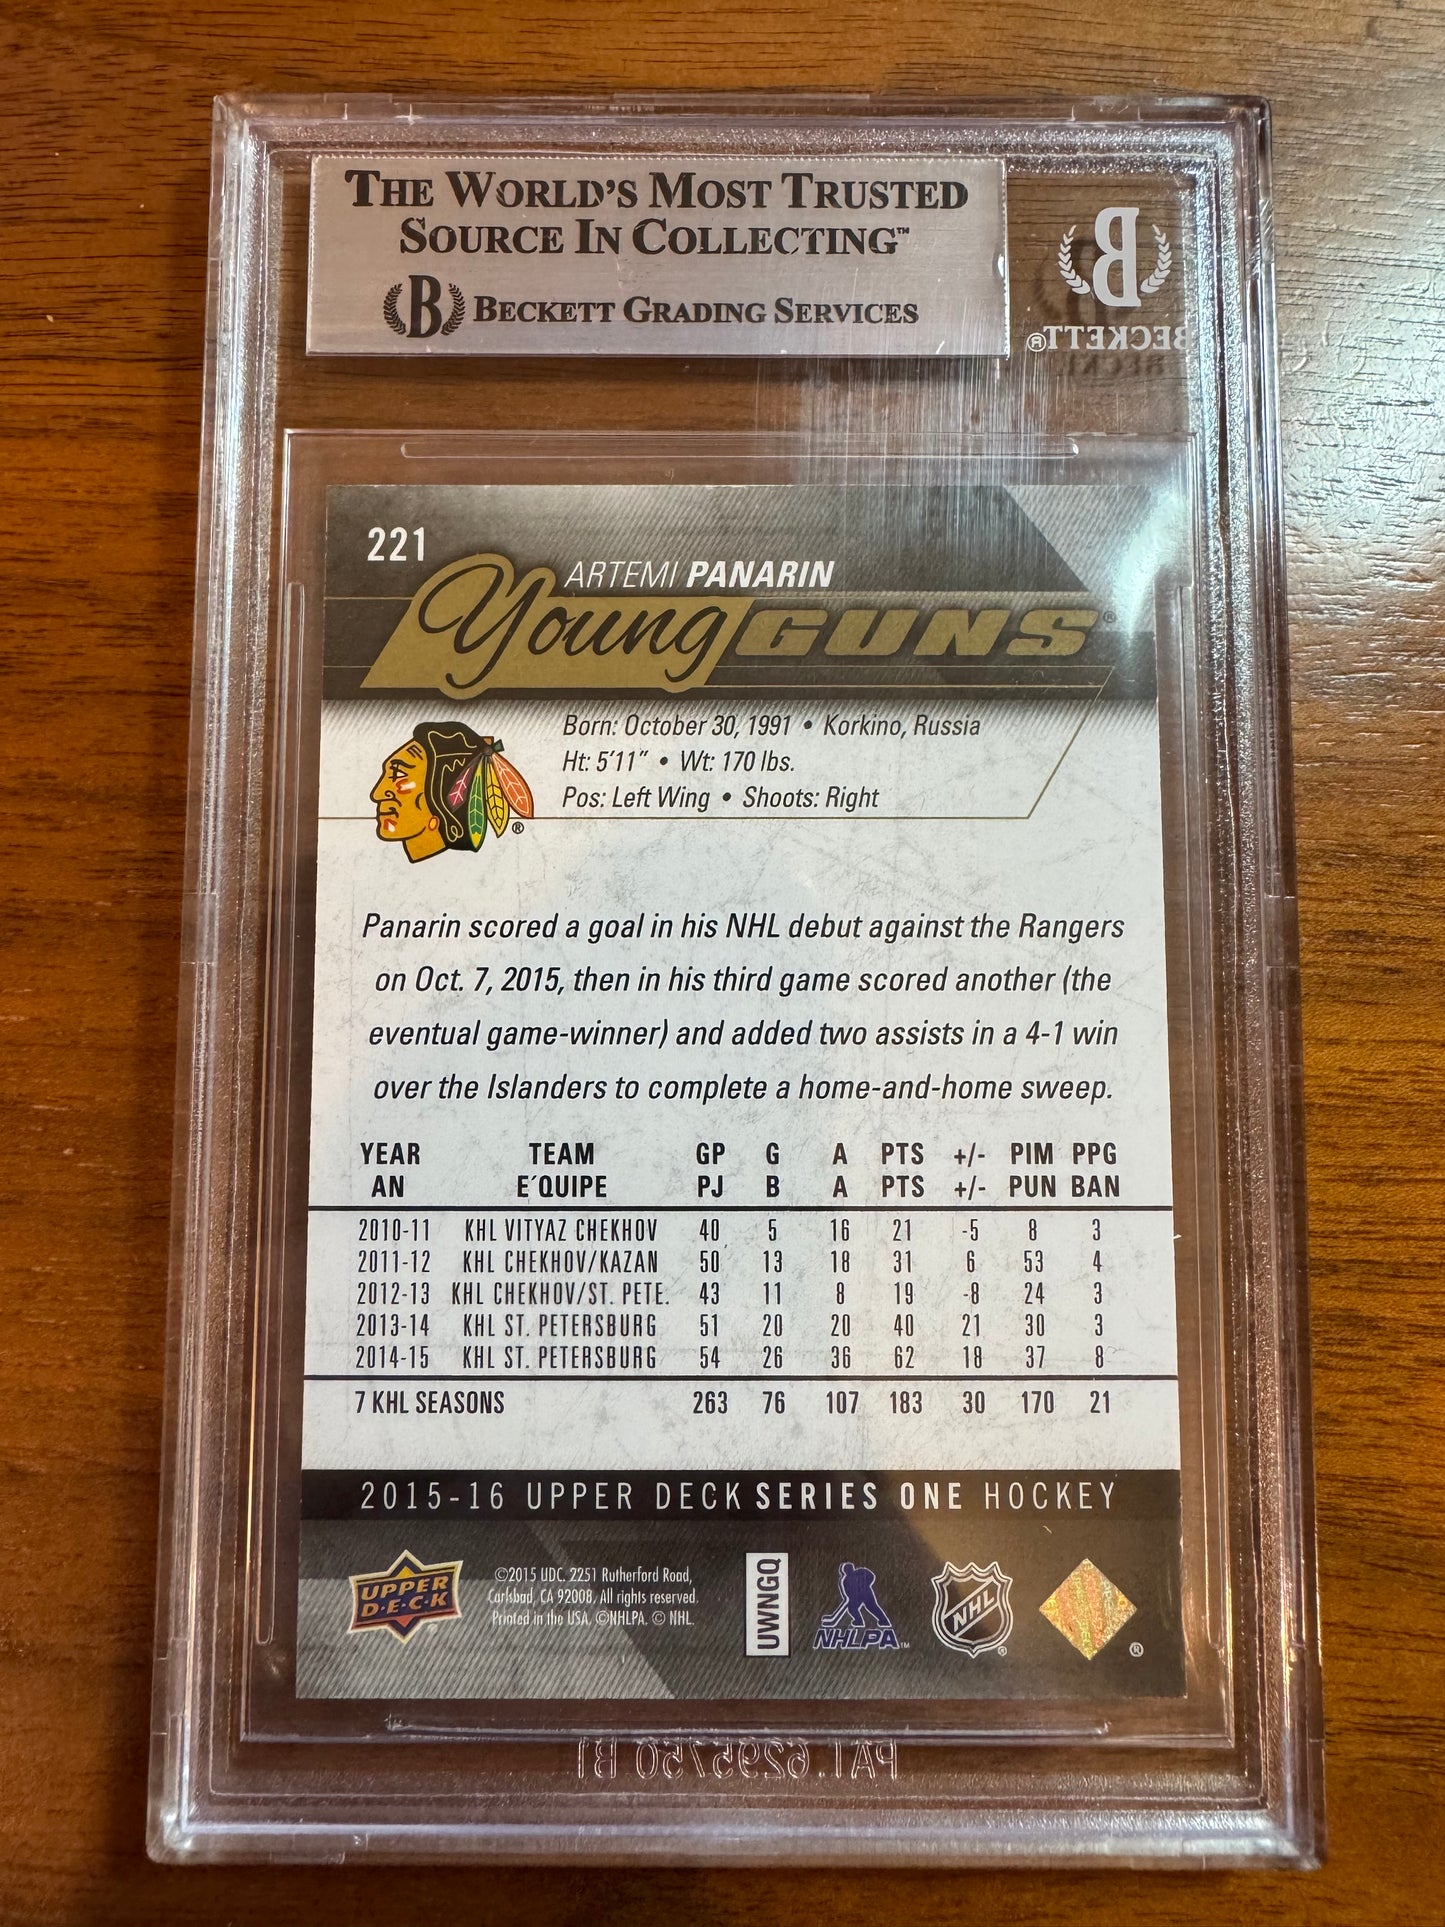 THE WORLD'S MOST TRUSTED
SOURCE IN COLLECTING™
B BECKETT GRADING SERVICES
B
BECKETT®
221
ARTEMI PANARIN
Young GUNS®
Born: October 30, 1991 • Korkino, Russia
Ht: 5'11" • Wt: 170 lbs.
Pos: Left Wing • Shoots: Right
®
Panarin scored a goal in his NHL debut against the Rangers
on Oct. 7, 2015, then in his third game scored another (the
eventual game-winner) and added two assists in a 4-1 win
over the Islanders to complete a home-and-home sweep.
YEAR TEAM GP G A PTS +/- PIM PPG
AN E´QUIPE PJ B A PTS +/- PUN BAN
2010-11 KHL VITYAZ CHEKHOV 40 5 16 21 -5 8 3
2011-12 KHL CHEKHOV/KAZAN 50 13 18 31 6 53 4
2012-13 KHL CHEKHOV/ST. PETE. 43 11 8 19 -8 24 3
2013-14 KHL ST. PETERSBURG 51 20 20 40 21 30 3
2014-15 KHL ST. PETERSBURG 54 26 36 62 18 37 8
7 KHL SEASONS 263 76 107 183 30 170 21
2015-16 UPPER DECK SERIES ONE HOCKEY
UPPER
D·E·C·K
©2015 UDC. 2251 Rutherford Road,
Carlsbad, CA 92008. All rights reserved.
Printed in the USA. ©NHLPA. © NHL.
UWNGQ
NHLPA™
NHL®
®
PAT. 6295750 B1